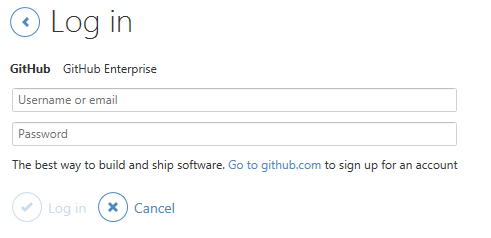 Log in
GitHub GitHub Enterprise
Username or email
Password
The best way to build and ship software. Go to github.com to sign up for an account
Log in Cancel